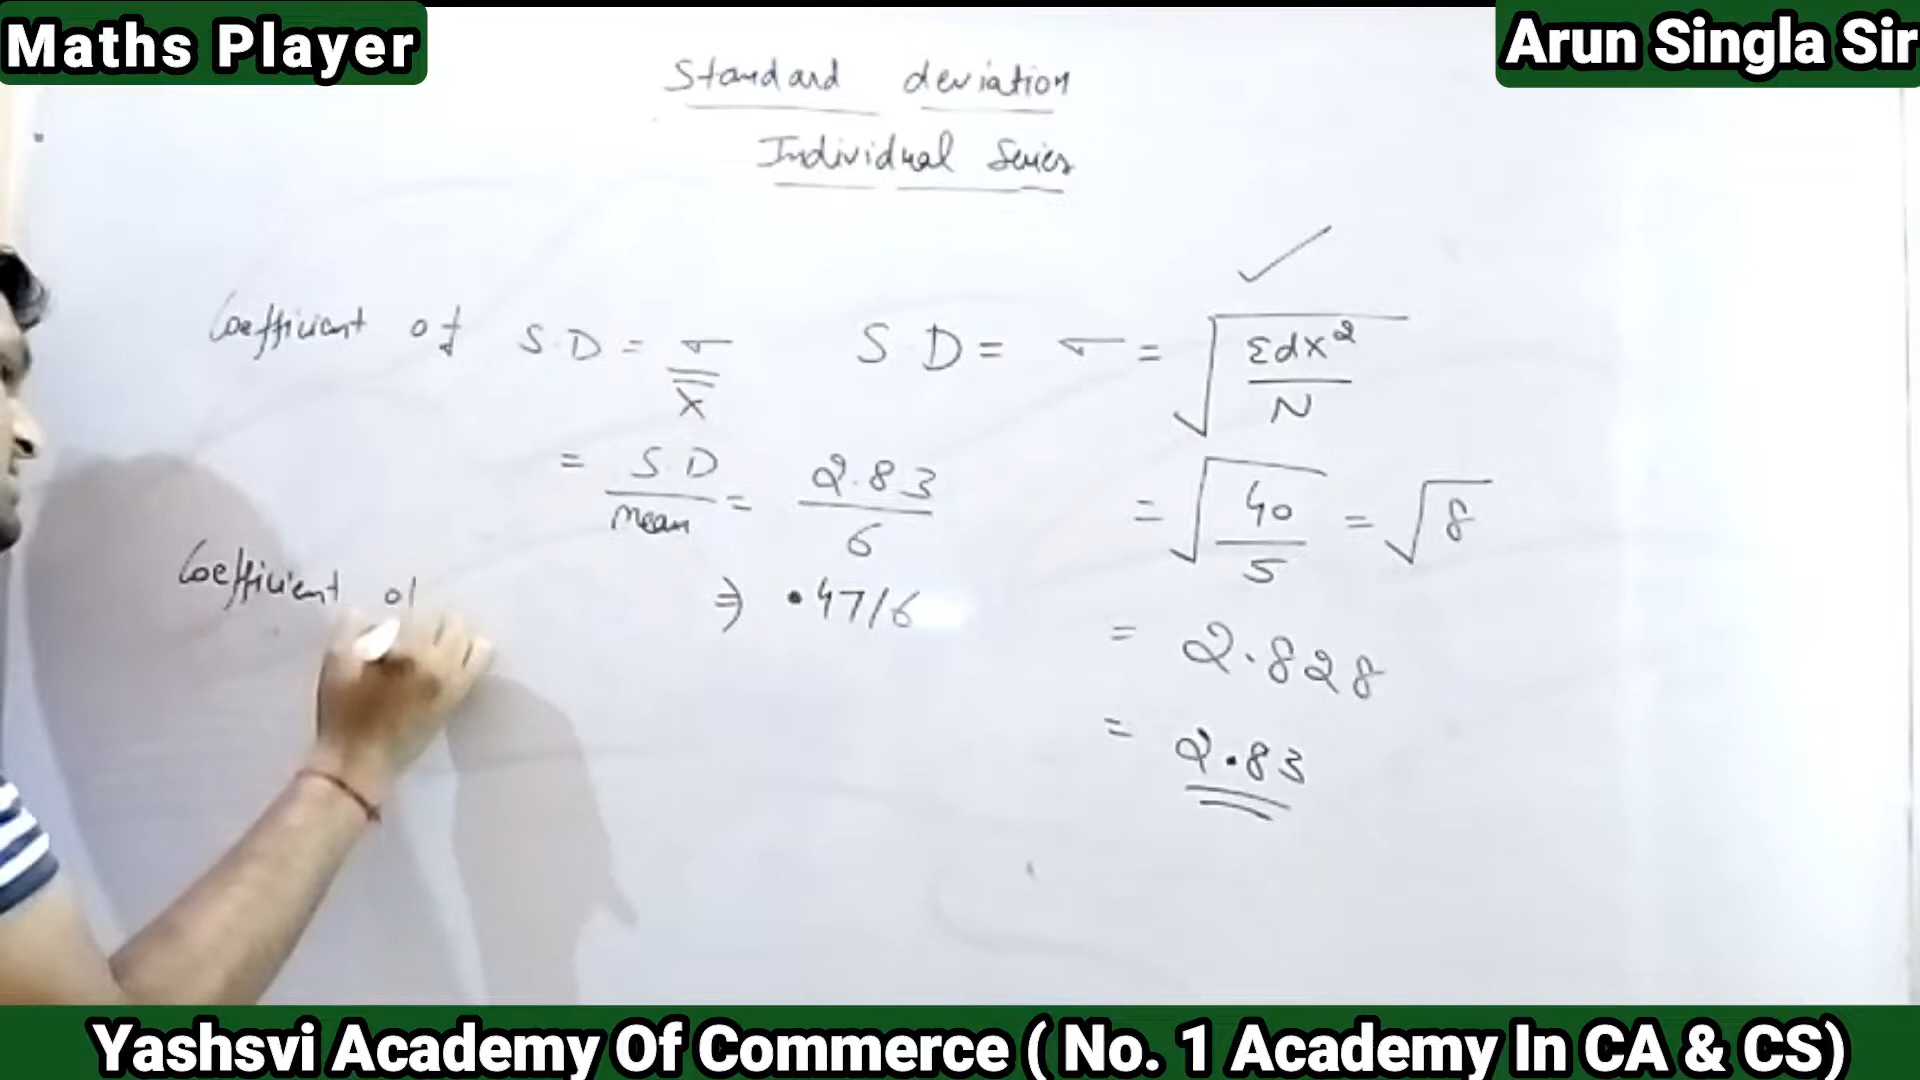 Maths Player
Arun Singla Sir
Standard deviation
Individual Series
✓
Coefficient of S.D = σ/X̄
S.D = σ = √(Σdx²/N)
= S.D/Mean = 2.83/6
= √(40/5) = √8
⇒ .4716
= 2.828
= 2.83
Coefficient of
Yashsvi Academy Of Commerce ( No. 1 Academy In CA & CS)